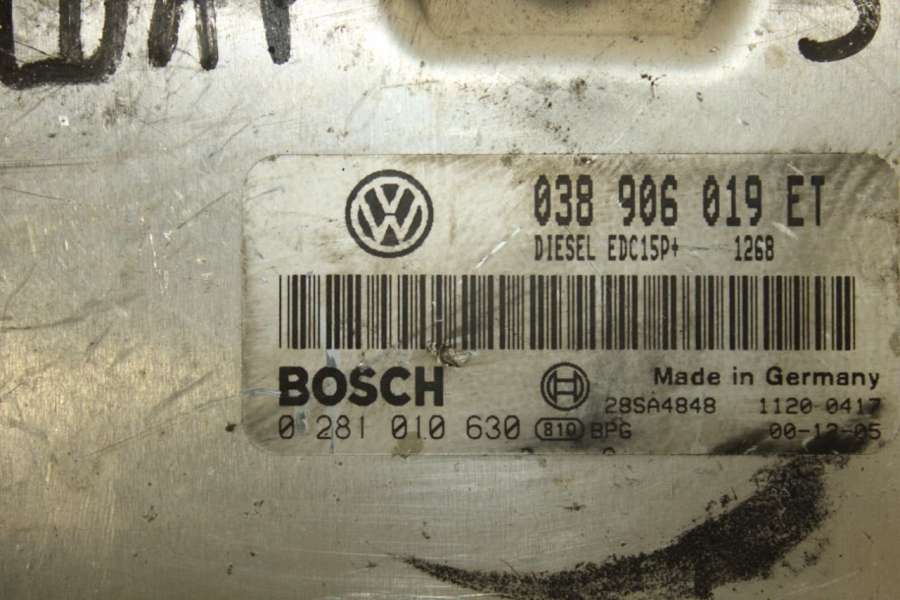 038 906 019 ET
DIESEL EDC15P+ 1268
BOSCH
Made in Germany
28SA4848 1120 0417
0 281 010 630 810 BPG 00-12-05